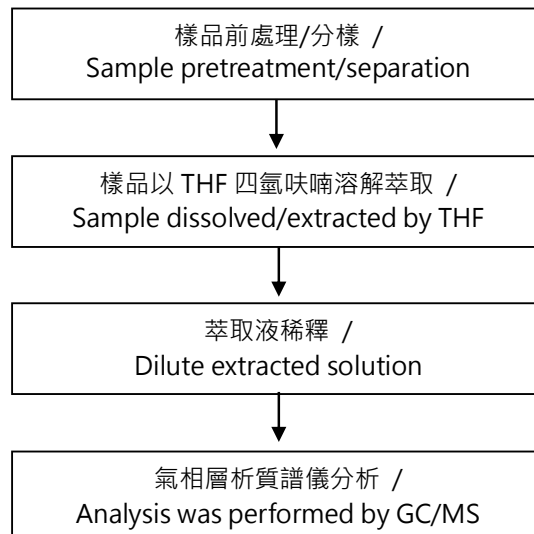 樣品前處理/分樣 /
Sample pretreatment/separation
樣品以 THF 四氫呋喃溶解萃取 /
Sample dissolved/extracted by THF
萃取液稀釋 /
Dilute extracted solution
氣相層析質譜儀分析 /
Analysis was performed by GC/MS